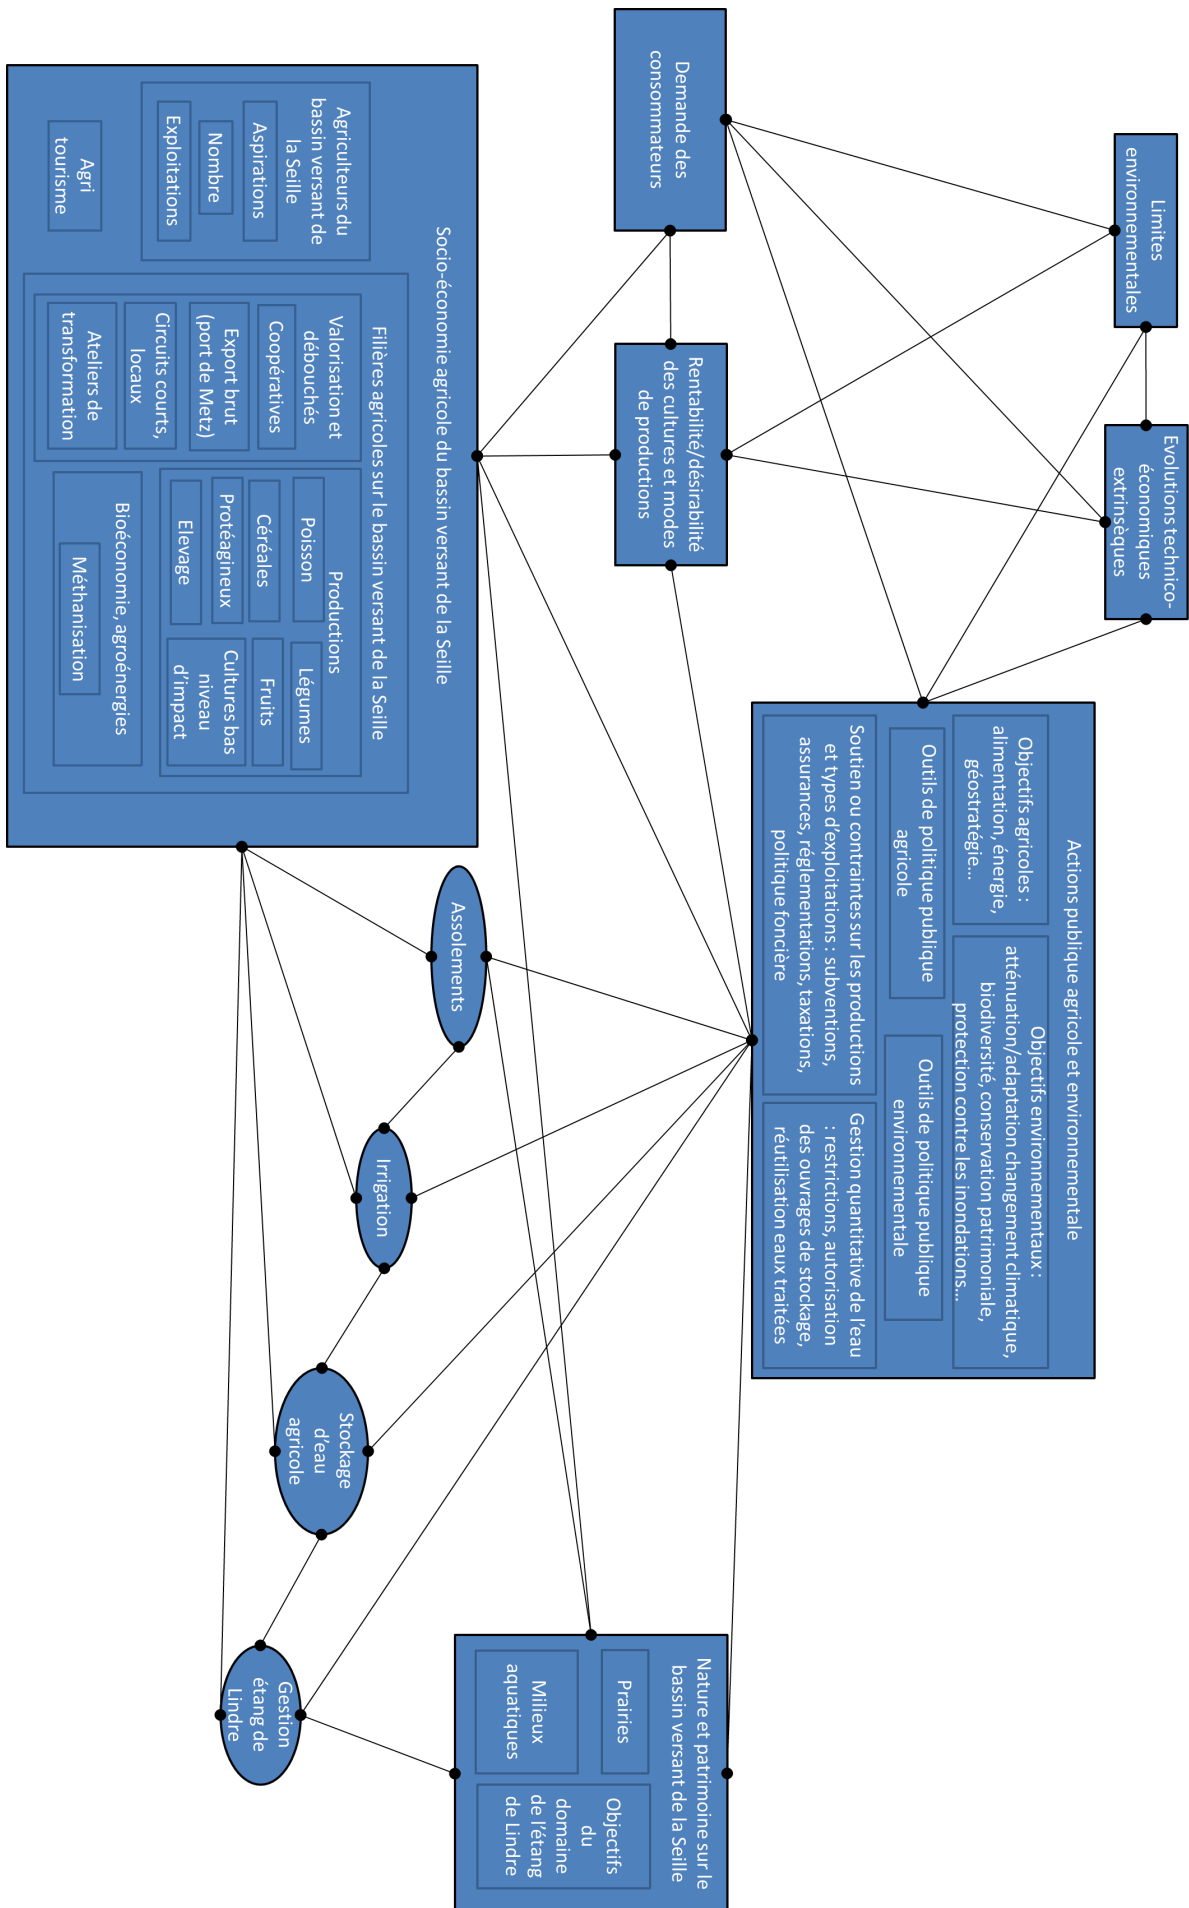 Limites
environnementales
Evolutions technico-
économiques
extrinsèques
Actions publique agricole et environnementale
Objectifs agricoles :
alimentation, énergie,
géostratégie...
Objectifs environnementaux :
atténuation/adaptation changement climatique,
biodiversité, conservation patrimoniale,
protection contre les inondations...
Outils de politique publique
agricole
Outils de politique publique
environnementale
Soutien ou contraintes sur les productions
et types d’exploitations : subventions,
assurances, réglementations, taxations,
politique foncière
Gestion quantitative de l’eau
: restrictions, autorisation
des ouvrages de stockage,
réutilisation eaux traitées
Demande des
consommateurs
Rentabilité/désirabilité
des cultures et modes
de productions
Nature et patrimoine sur le
bassin versant de la Seille
Prairies
Milieux
aquatiques
Objectifs
du
domaine
de l’étang
de Lindre
Socio-économie agricole du bassin versant de la Seille
Agriculteurs du
bassin versant de
la Seille
Aspirations
Nombre
Exploitations
Agri
tourisme
Filières agricoles sur le bassin versant de la Seille
Valorisation et
débouchés
Coopératives
Export brut
(port de Metz)
Circuits courts,
locaux
Ateliers de
transformation
Productions
Poisson
Céréales
Protéagineux
Elevage
Légumes
Fruits
Cultures bas
niveau
d’impact
Bioéconomie, agroénergies
Méthanisation
Assolements
Irrigation
Stockage
d’eau
agricole
Gestion
étang de
Lindre